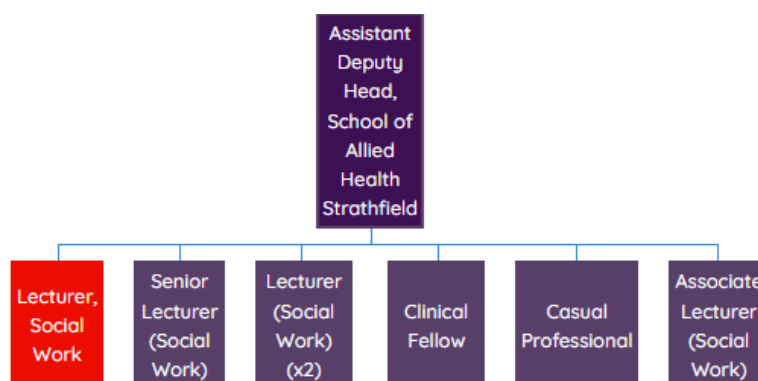 Assistant
Deputy
Head,
School of
Allied
Health
Strathfield
Lecturer,
Social
Work
Senior
Lecturer
(Social
Work)
Lecturer
(Social
Work)
(x2)
Clinical
Fellow
Casual
Professional
Associate
Lecturer
(Social
Work)